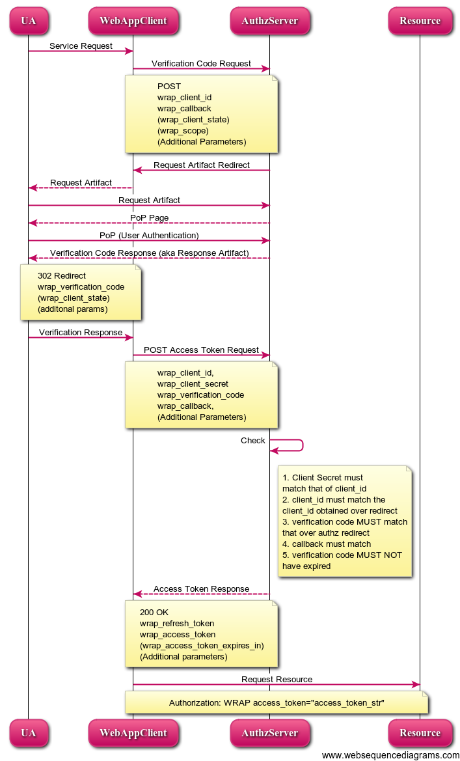 UA WebAppClient AuthzServer Resource
Service Request
Verification Code Request
POST
wrap_client_id
wrap_callback
(wrap_client_state)
(wrap_scope)
(Additional Parameters)
Request Artifact Redirect
Request Artifact
Request Artifact
PoP Page
PoP (User Authentication)
Verification Code Response (aka Response Artifact)
302 Redirect
wrap_verification_code
(wrap_client_state)
(additonal params)
Verification Response
POST Access Token Request
wrap_client_id,
wrap_client_secret
wrap_verification_code
wrap_callback,
(Additional Parameters)
Check
1. Client Secret must
match that of client_id
2. client_id must match the
client_id obtained over redirect
3. verification code MUST match
that over authz redirect
4. callback must match
5. verification code MUST NOT
have expired
Access Token Response
200 OK
wrap_refresh_token
wrap_access_token
(wrap_access_token_expires_in)
(Additional parameters)
Request Resource
Authorization: WRAP access_token="access_token_str"
UA WebAppClient AuthzServer Resource
www.websequencediagrams.com